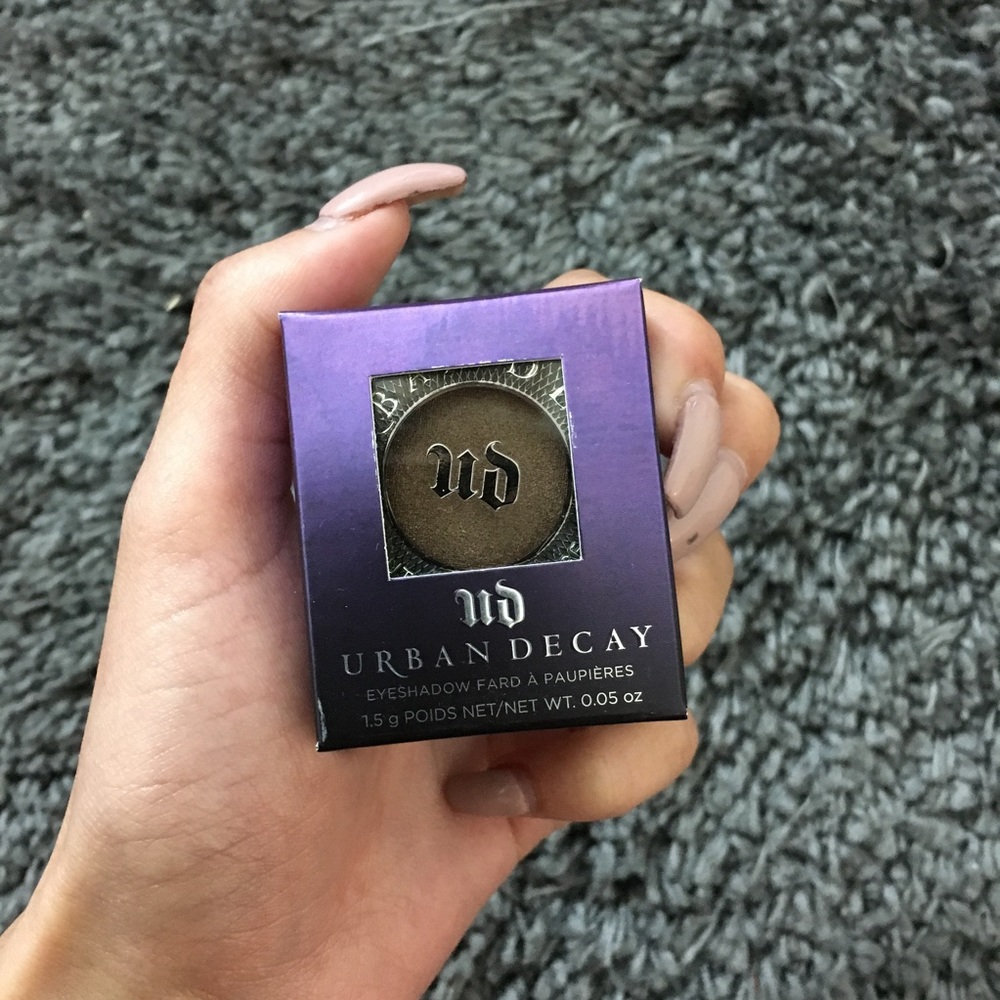 ud
ud
URBAN DECAY
EYESHADOW FARD À PAUPIÈRES
1.5 g POIDS NET/NET WT. 0.05 oz